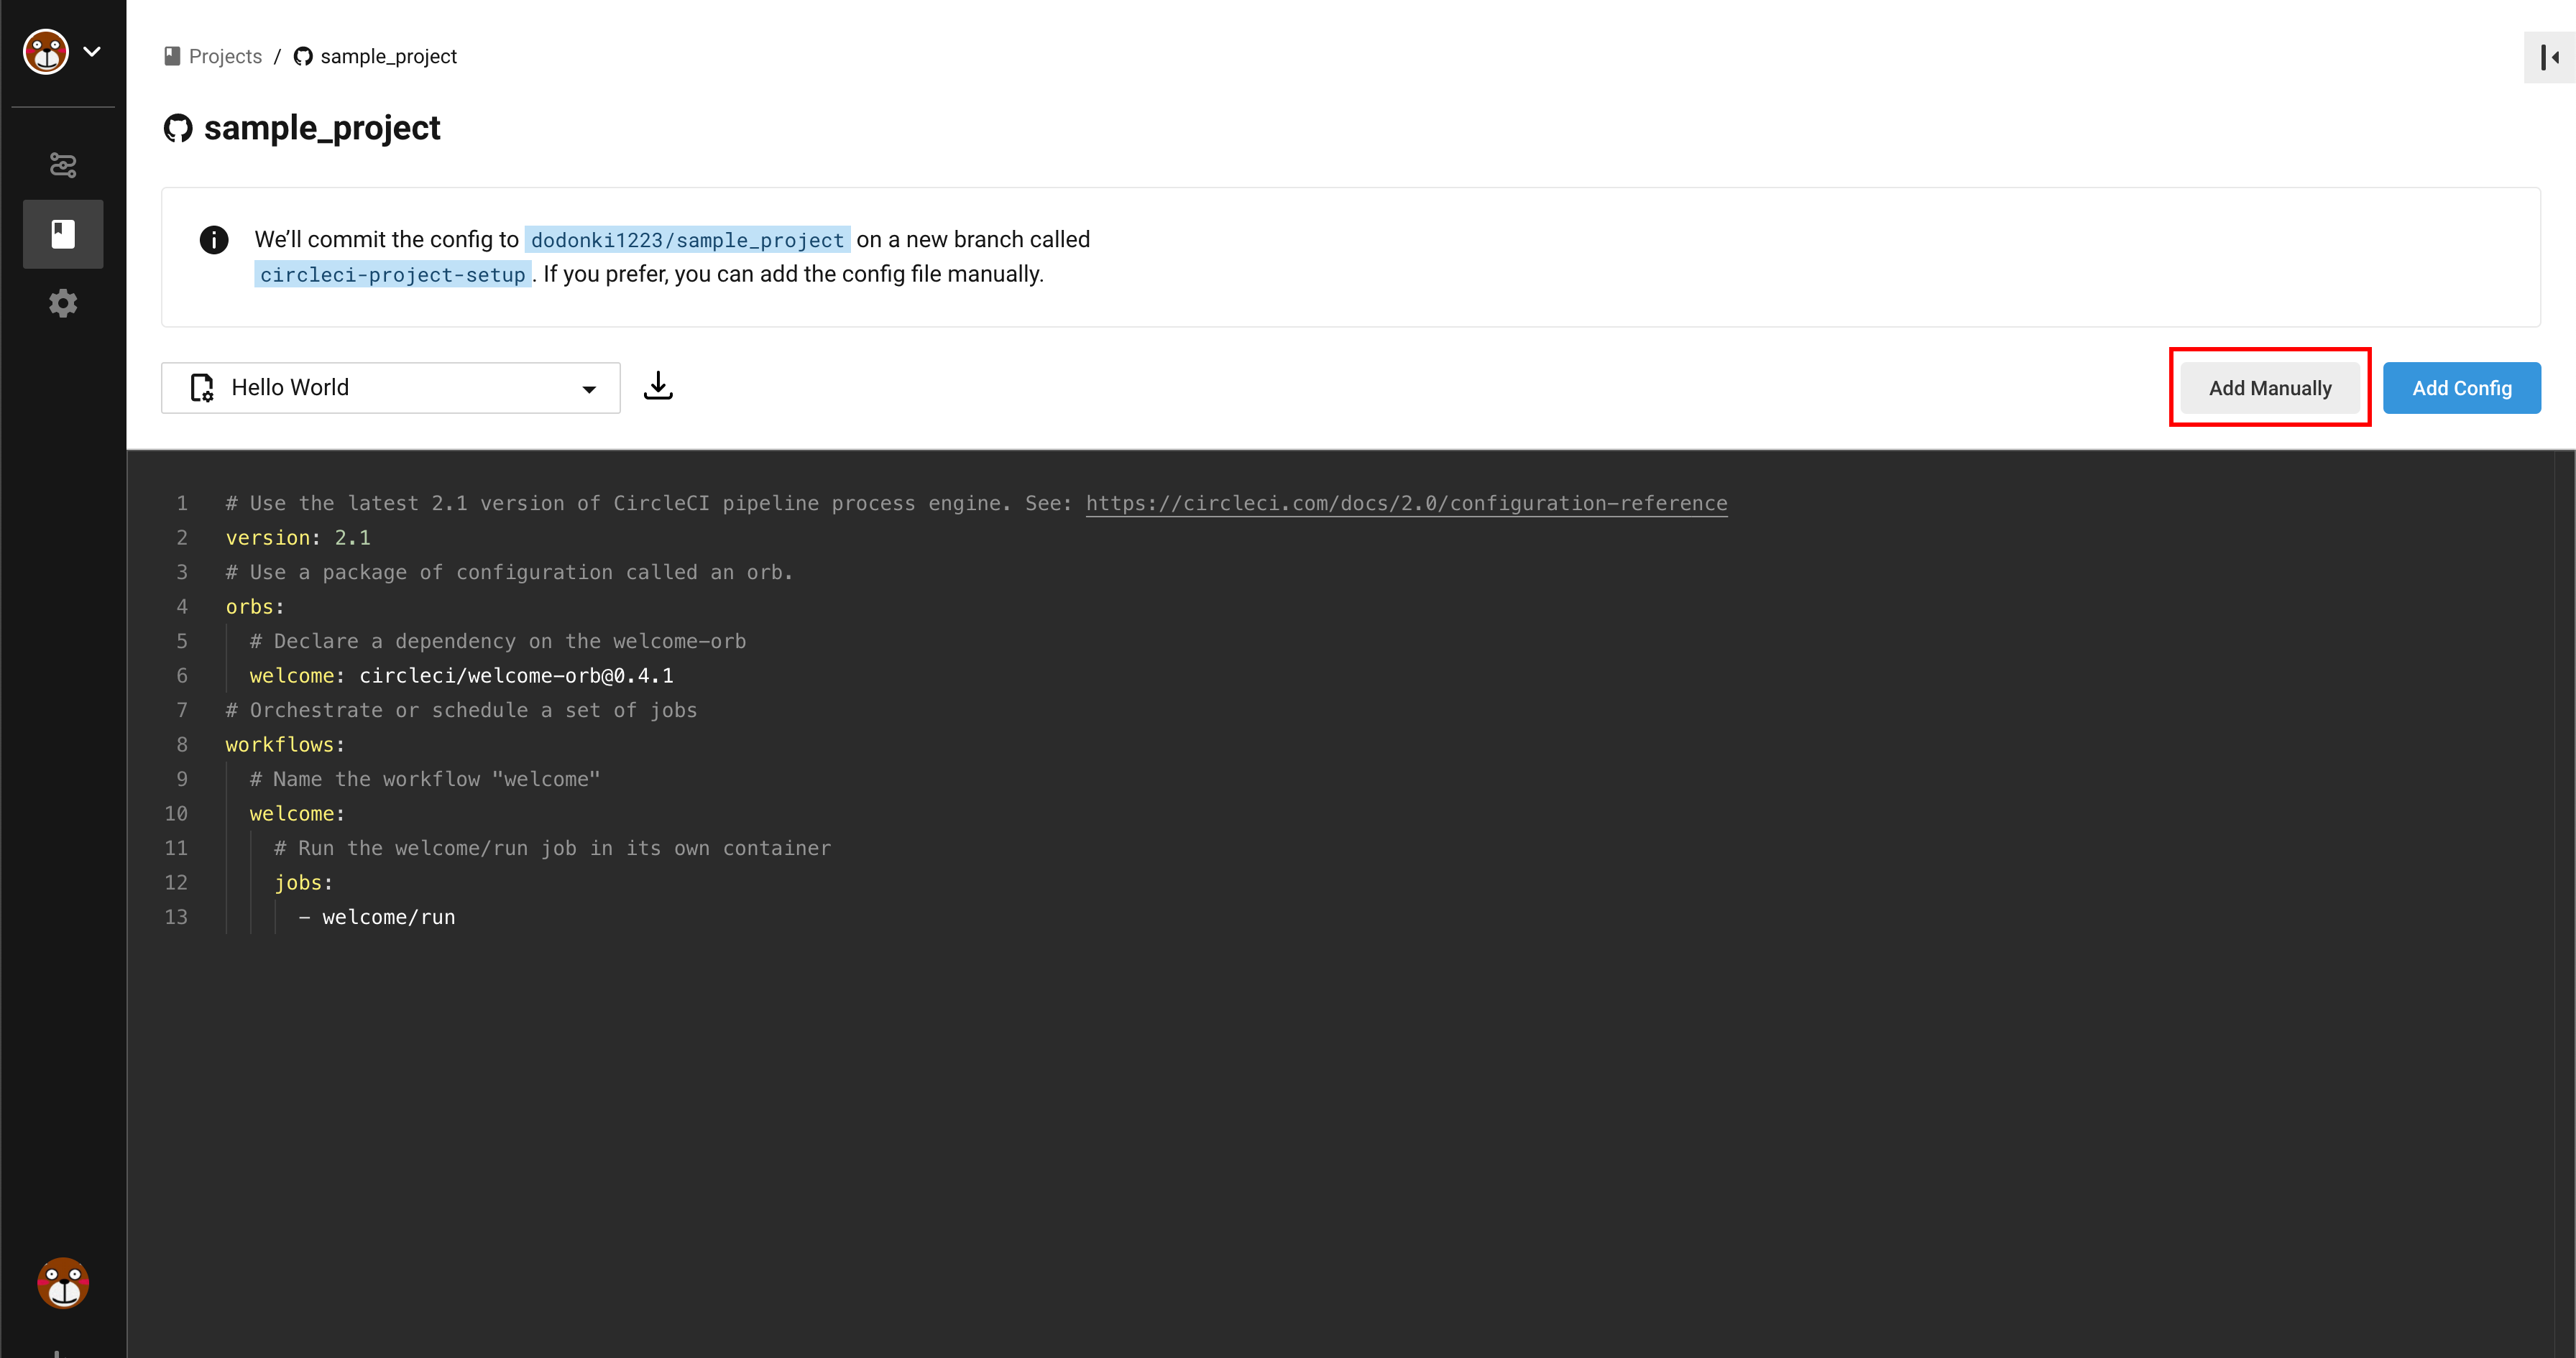 Projects / sample_project
sample_project
We’ll commit the config to dodonki1223/sample_project on a new branch called
circleci-project-setup. If you prefer, you can add the config file manually.
Hello World
Add Manually
Add Config
1 # Use the latest 2.1 version of CircleCI pipeline process engine. See: https://circleci.com/docs/2.0/configuration-reference
2 version: 2.1
3 # Use a package of configuration called an orb.
4 orbs:
5 # Declare a dependency on the welcome-orb
6 welcome: circleci/welcome-orb@0.4.1
7 # Orchestrate or schedule a set of jobs
8 workflows:
9 # Name the workflow "welcome"
10 welcome:
11 # Run the welcome/run job in its own container
12 jobs:
13 - welcome/run